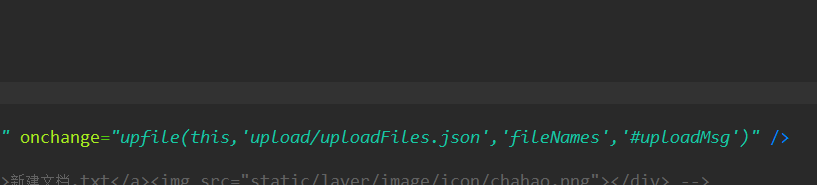 " onchange="upfile(this,'upload/uploadFiles.json','fileNames','#uploadMsg')" />
>新建文档.txt</a><img src="static/layer/image/icon/chahao.png"></div> -->